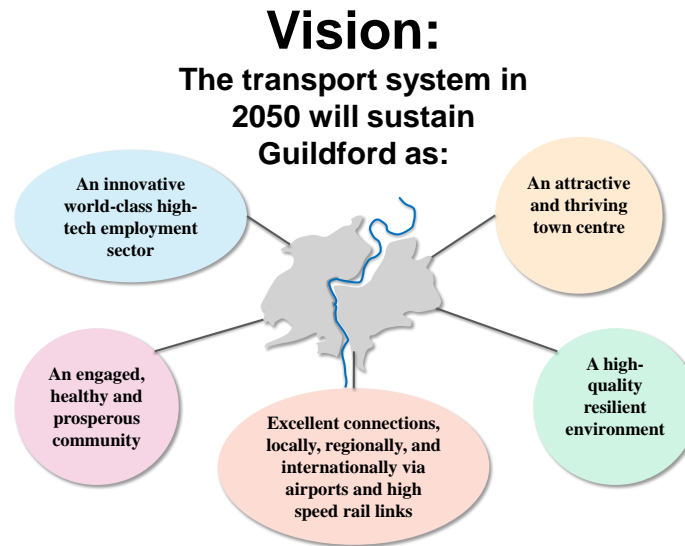 Vision:
The transport system in
2050 will sustain
Guildford as:
An innovative
world-class high-
tech employment
sector
An attractive
and thriving
town centre
An engaged,
healthy and
prosperous
community
Excellent connections,
locally, regionally, and
internationally via
airports and high
speed rail links
A high-
quality
resilient
environment